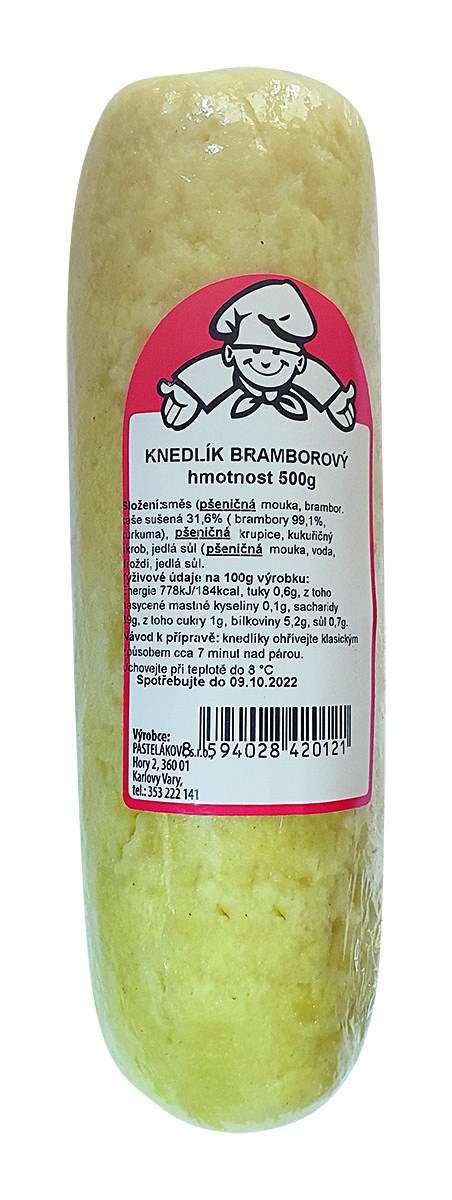 KNEDLÍK BRAMBOROVÝ
hmotnost 500g
Složení:směs (pšeničná mouka, brambor.
kaše sušená 31,6% ( brambory 99,1%,
kurkuma), pšeničná krupice, kukuřičný
škrob, jedlá sůl (pšeničná mouka, voda,
droždí, jedlá sůl.
Výživové údaje na 100g výrobku:
Energie 778kJ/184kcal, tuky 0,6g, z toho
nasycené mastné kyseliny 0,1g, sacharidy
39g, z toho cukry 1g, bílkoviny 5,2g, sůl 0,7g.
Návod k přípravě: knedlíky ohřívejte klasickým
způsobem cca 7 minut nad párou.
Uchovejte při teplotě do 8 °C
Spotřebujte do 09.10.2022
Výrobce:
PASTELÁKOVI, s.r.o.,
Hory 2, 360 01
Karlovy Vary,
tel.: 353 222 141
8 594028 420121